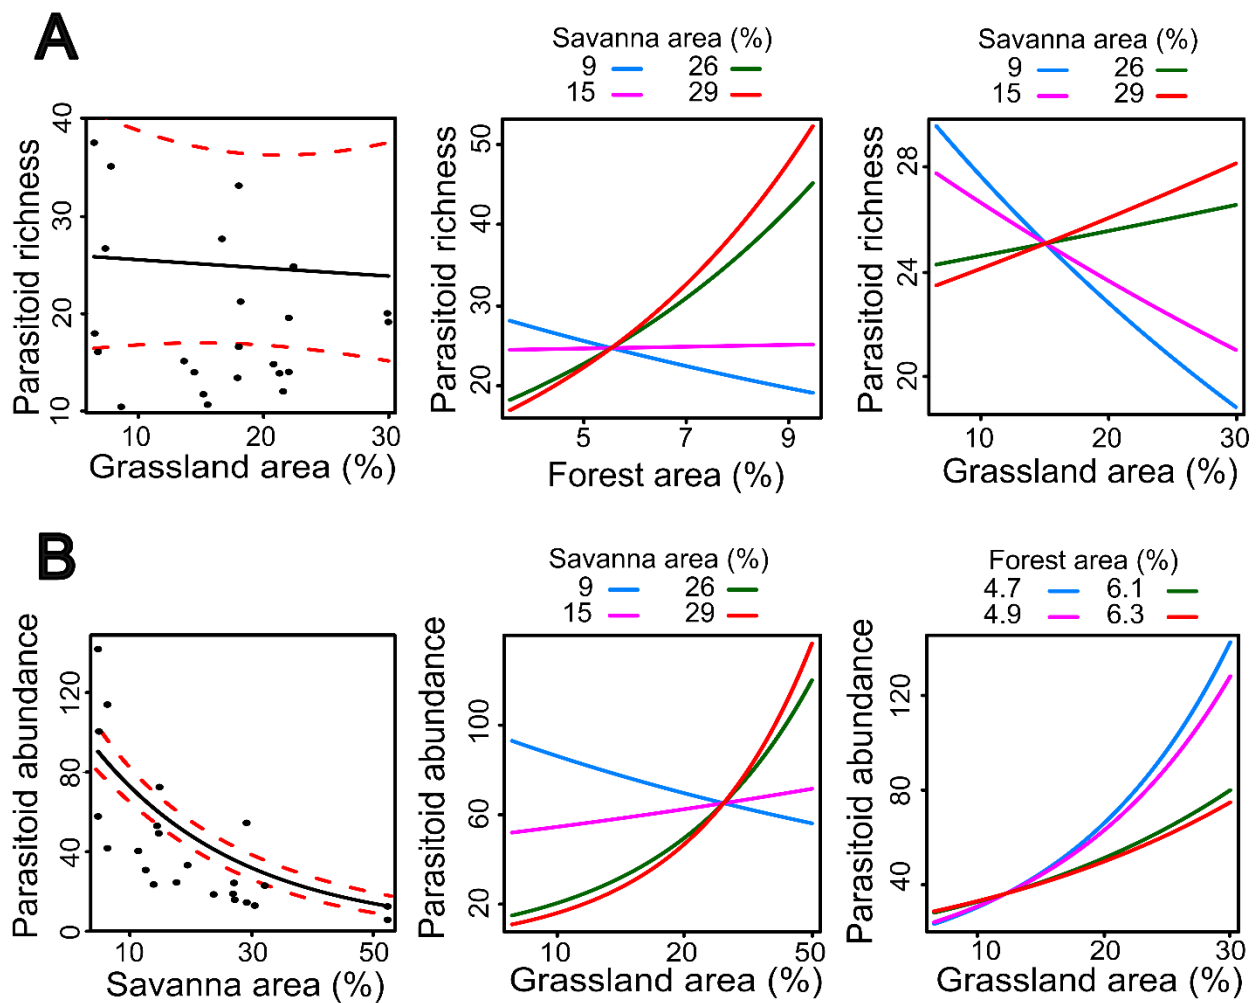 A
Savanna area (%)
9 26
15 29
Savanna area (%)
9 26
15 29
Parasitoid richness
40
30
20
10
10 20 30
Grassland area (%)
Parasitoid richness
50
40
30
20
5 7 9
Forest area (%)
Parasitoid richness
28
24
20
10 20 30
Grassland area (%)
B
Savanna area (%)
9 26
15 29
Forest area (%)
4.7 6.1
4.9 6.3
Parasitoid abundance
120
80
40
0
10 30 50
Savanna area (%)
Parasitoid abundance
100
60
20
10 20 50
Grassland area (%)
Parasitoid abundance
120
80
40
10 20 30
Grassland area (%)